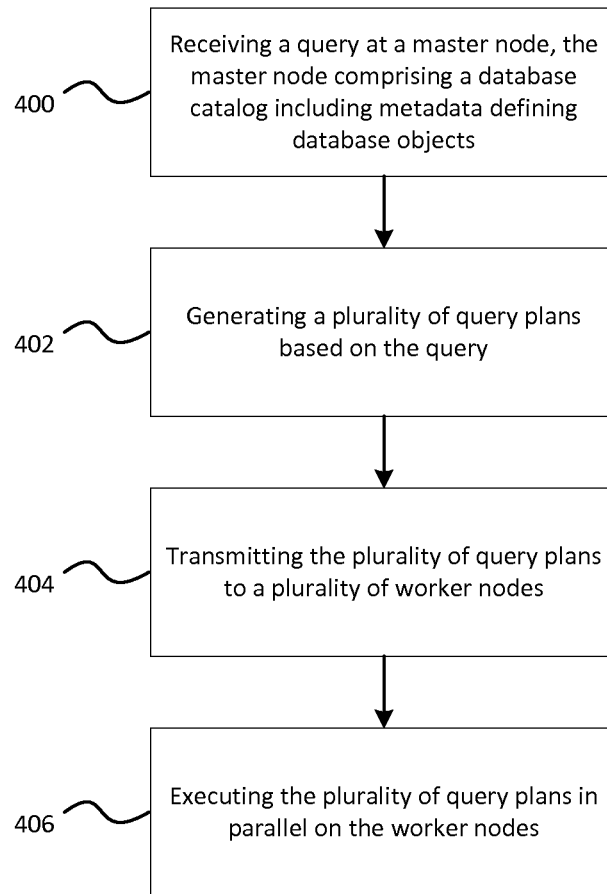 Receiving a query at a master node, the
master node comprising a database
catalog including metadata defining
database objects
400
Generating a plurality of query plans
based on the query
402
Transmitting the plurality of query plans
to a plurality of worker nodes
404
Executing the plurality of query plans in
parallel on the worker nodes
406